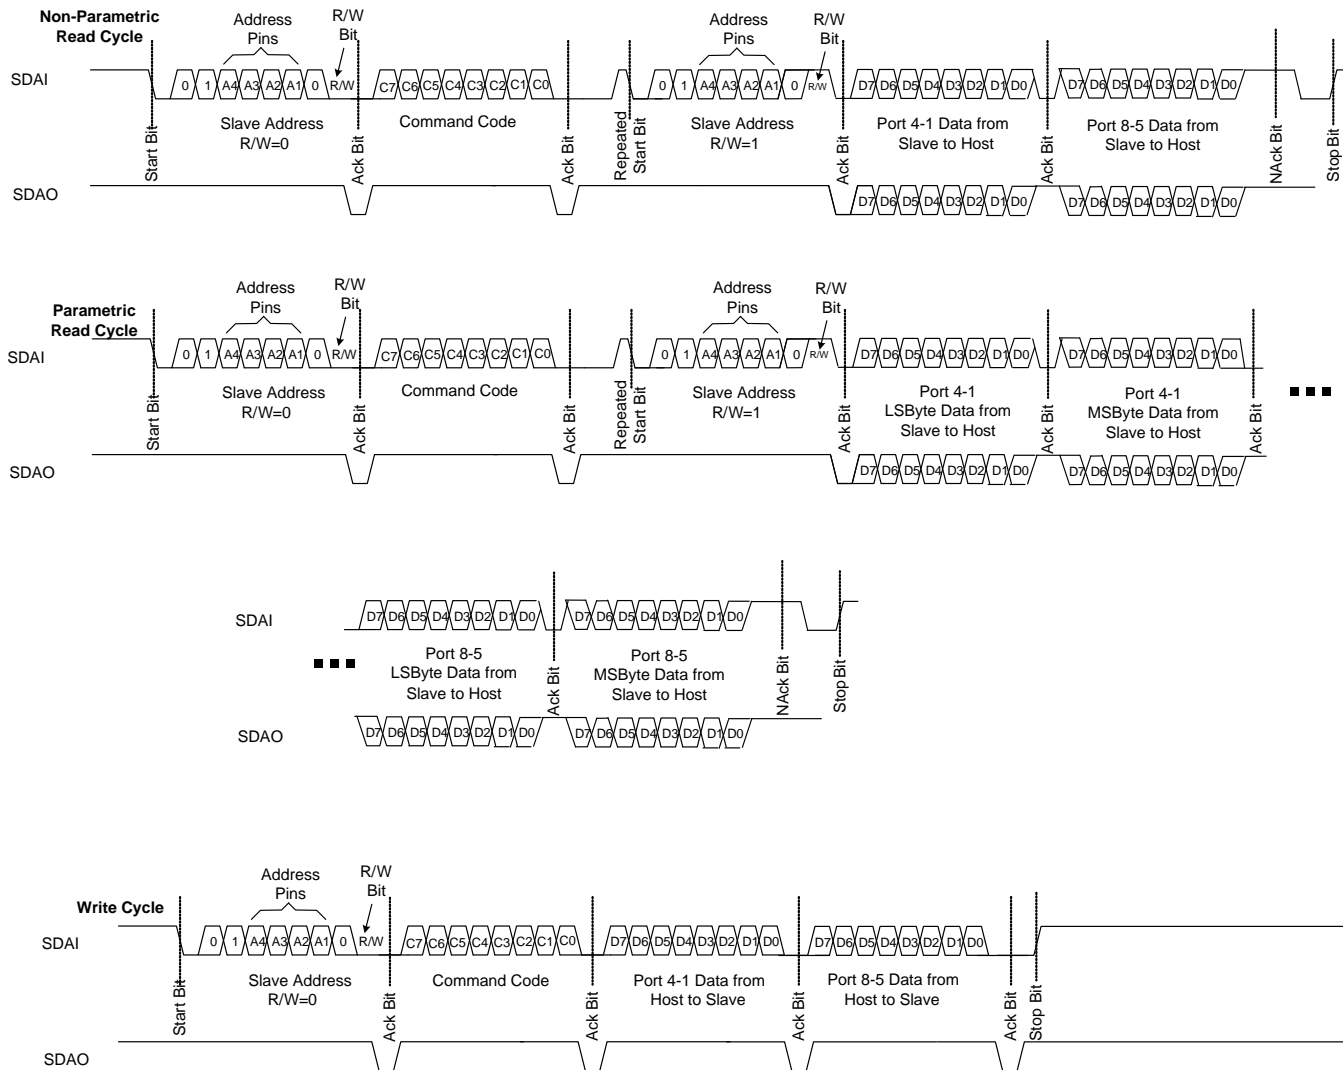 Non-Parametric
Read Cycle
Address
Pins
R/W
Bit
R/W
Bit
Address
Pins
SDAI
0 1 A4 A3 A2 A1 0 R/W
C7 C6 C5 C4 C3 C2 C1 C0
0 1 A4 A3 A2 A1 0 R/W
D7 D6 D5 D4 D3 D2 D1 D0
D7 D6 D5 D4 D3 D2 D1 D0
Start Bit
Slave Address
R/W=0
Ack Bit
Command Code
Ack Bit
Repeated
Start Bit
Slave Address
R/W=1
Ack Bit
Port 4-1 Data from
Slave to Host
Ack Bit
Port 8-5 Data from
Slave to Host
NAck Bit
Stop Bit
SDAO
D7 D6 D5 D4 D3 D2 D1 D0
D7 D6 D5 D4 D3 D2 D1 D0
Parametric
Read Cycle
Address
Pins
R/W
Bit
Address
Pins
R/W
Bit
SDAI
0 1 A4 A3 A2 A1 0 R/W
C7 C6 C5 C4 C3 C2 C1 C0
0 1 A4 A3 A2 A1 0 R/W
D7 D6 D5 D4 D3 D2 D1 D0
D7 D6 D5 D4 D3 D2 D1 D0
Start Bit
Slave Address
R/W=0
Ack Bit
Command Code
Ack Bit
Repeated
Start Bit
Slave Address
R/W=1
Ack Bit
Port 4-1
LSByte Data from
Slave to Host
Ack Bit
Port 4-1
MSByte Data from
Slave to Host
Ack Bit
SDAO
D7 D6 D5 D4 D3 D2 D1 D0
D7 D6 D5 D4 D3 D2 D1 D0
SDAI
D7 D6 D5 D4 D3 D2 D1 D0
D7 D6 D5 D4 D3 D2 D1 D0
Port 8-5
LSByte Data from
Slave to Host
Ack Bit
Port 8-5
MSByte Data from
Slave to Host
NAck Bit
Stop Bit
SDAO
D7 D6 D5 D4 D3 D2 D1 D0
D7 D6 D5 D4 D3 D2 D1 D0
Write Cycle
Address
Pins
R/W
Bit
SDAI
0 1 A4 A3 A2 A1 0 R/W
C7 C6 C5 C4 C3 C2 C1 C0
D7 D6 D5 D4 D3 D2 D1 D0
D7 D6 D5 D4 D3 D2 D1 D0
Start Bit
Slave Address
R/W=0
Ack Bit
Command Code
Ack Bit
Port 4-1 Data from
Host to Slave
Ack Bit
Port 8-5 Data from
Host to Slave
Ack Bit
Stop Bit
SDAO